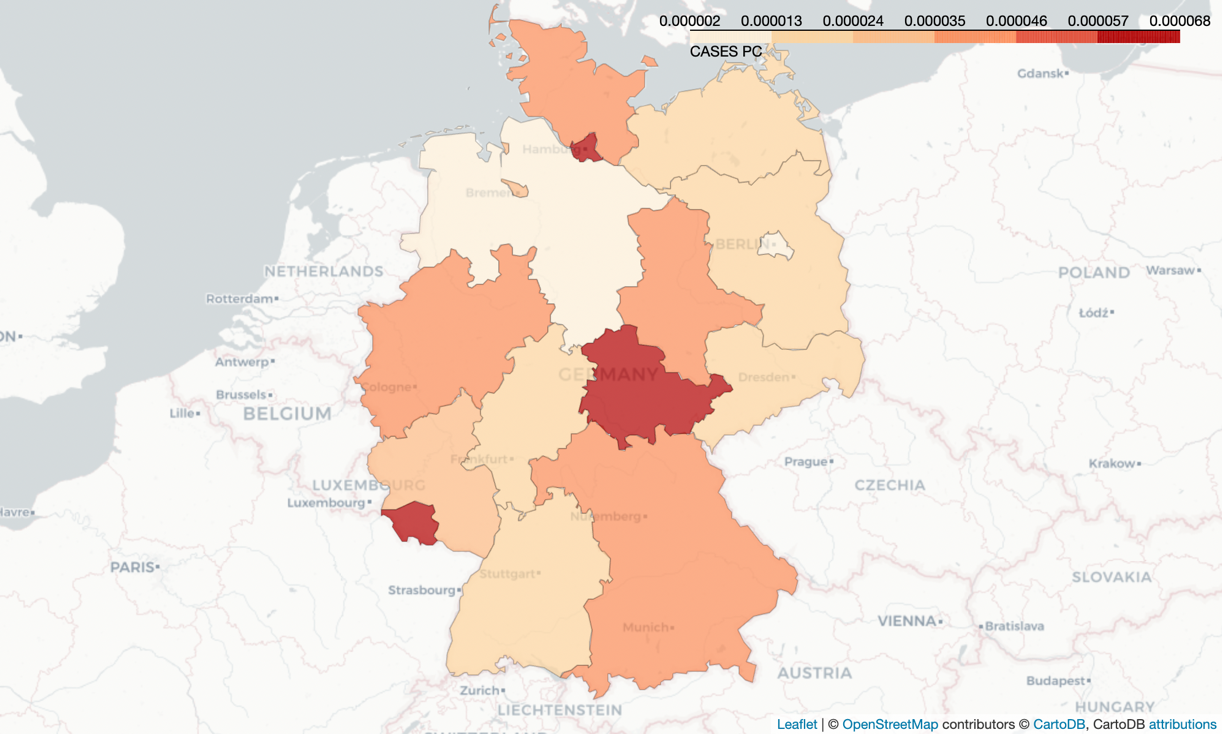 0.000002 0.000013 0.000024 0.000035 0.000046 0.000057 0.000068
CASES PC
Gdansk
Hamburg
Bremen
BERLIN
NETHERLANDS
POLAND
Warsaw
Rotterdam
Łódź
ON
Antwerp
GERMANY
Dresden
Cologne
Brussels
BELGIUM
Lille
Frankfurt
Prague
Krakow
LUXEMBOURG
CZECHIA
Luxembourg
Havre
Nuremberg
PARIS
Stuttgart
SLOVAKIA
Strasbourg
VIENNA
Bratislava
Munich
AUSTRIA
Budapest
Zurich
LIECHTENSTEIN
HUNGARY
SWITZERLAND
Leaflet | © OpenStreetMap contributors © CartoDB, CartoDB attributions